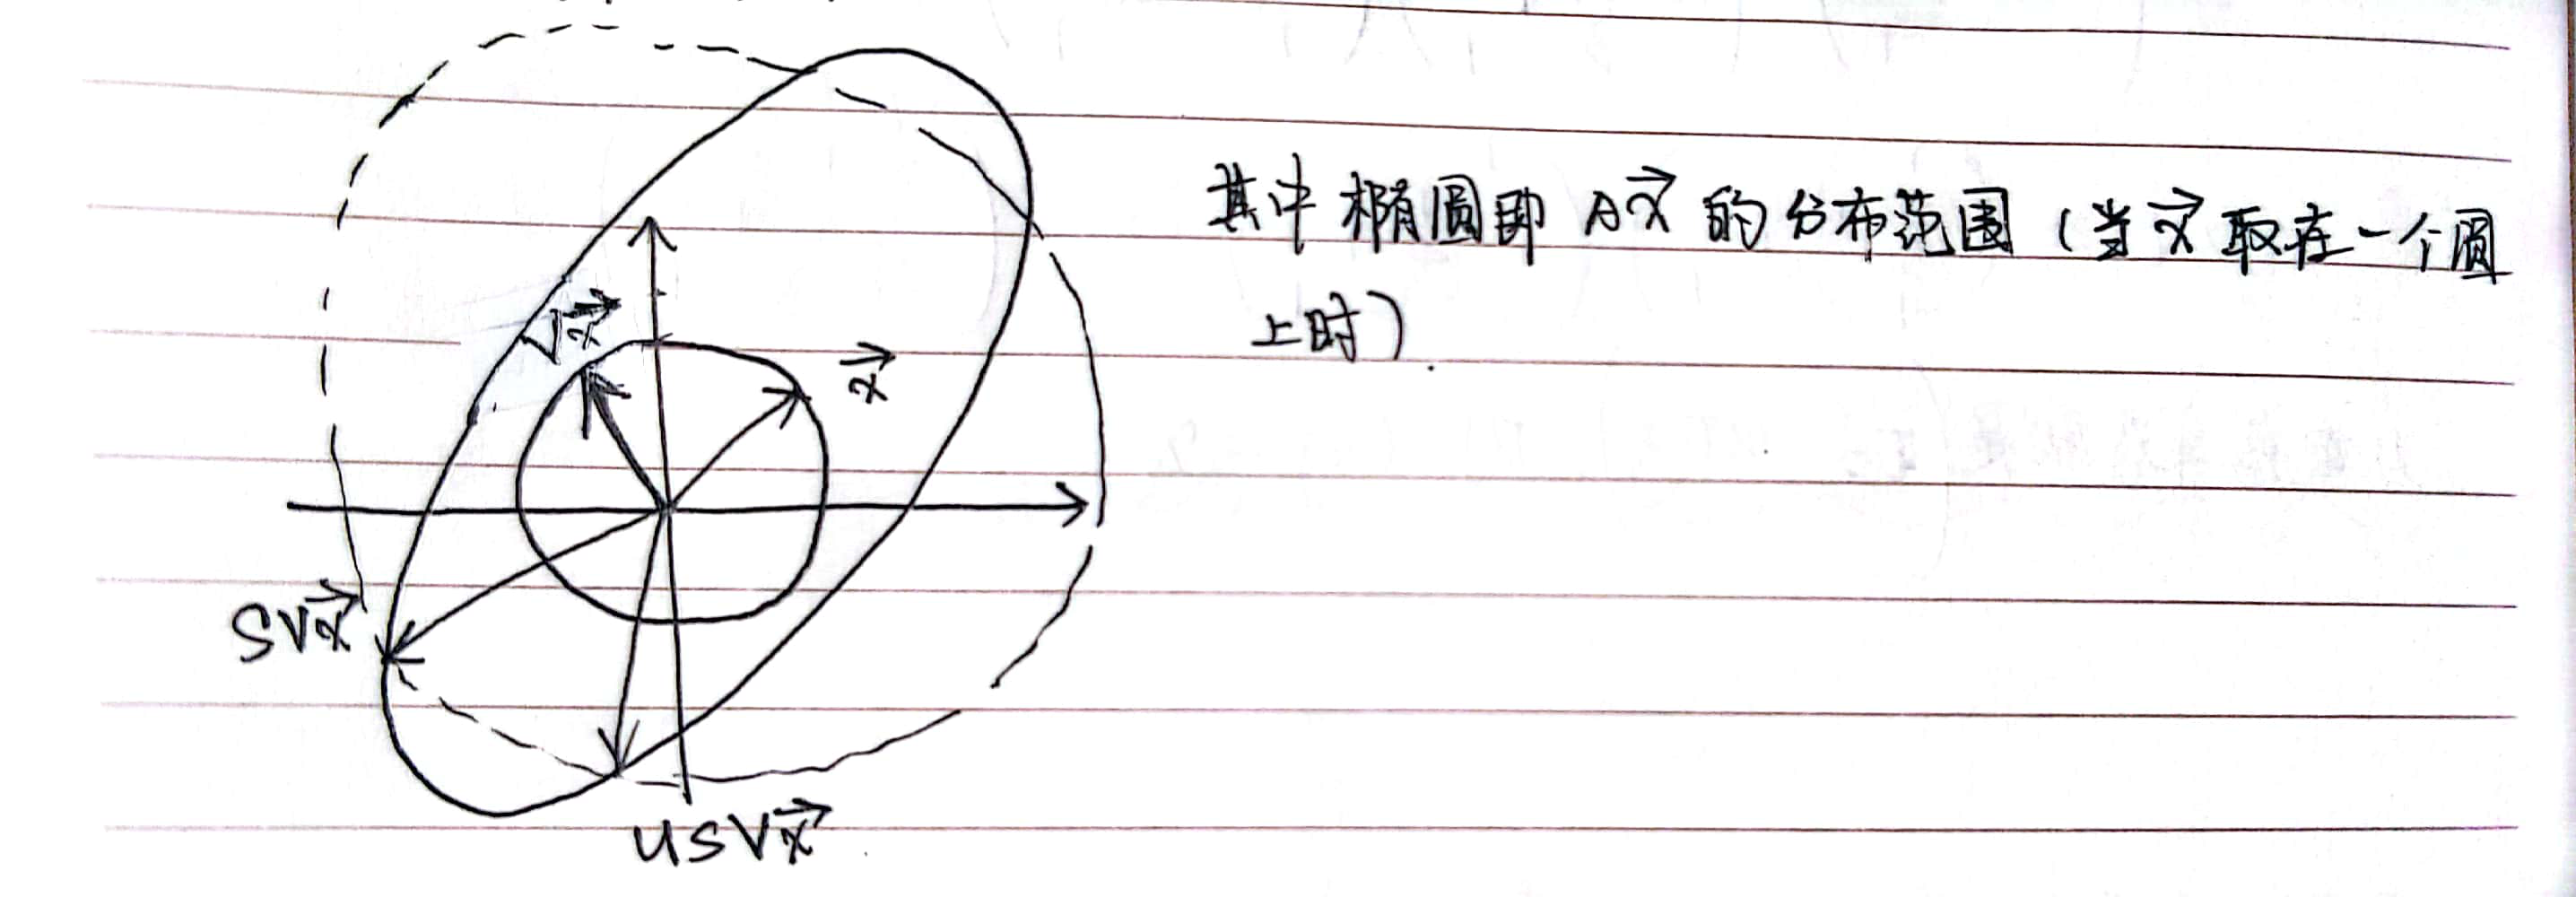 其中椭圆即 A\vec{x} 的分布范围（当 \vec{x} 取在一个圆
上时）.
V\vec{x}
\vec{x}
SV\vec{x}
USV\vec{x}